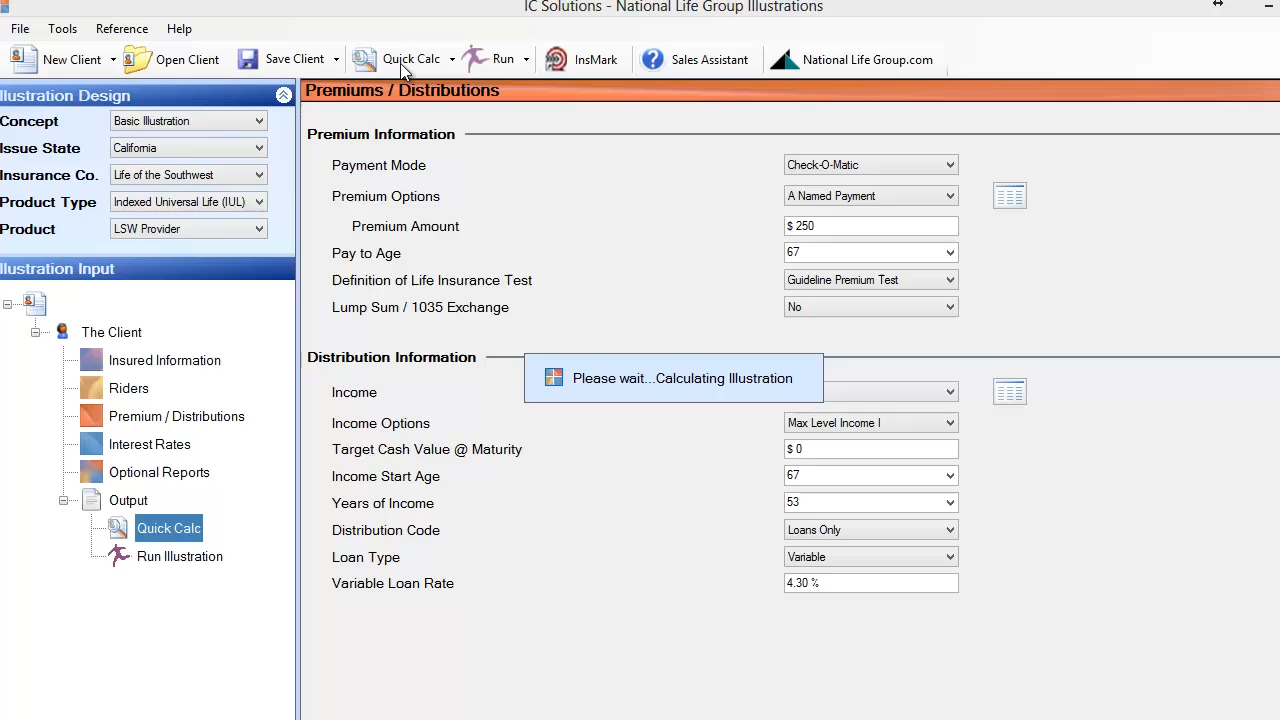 IC Solutions - National Life Group Illustrations
File Tools Reference Help
New Client Open Client Save Client Quick Calc Run InsMark Sales Assistant National Life Group.com
Illustration Design
Premiums / Distributions
Concept Basic Illustration
Issue State California
Insurance Co. Life of the Southwest
Product Type Indexed Universal Life (IUL)
Product LSW Provider
Illustration Input
The Client
Insured Information
Riders
Premium / Distributions
Interest Rates
Optional Reports
Output
Quick Calc
Run Illustration
Premium Information
Payment Mode Check-O-Matic
Premium Options A Named Payment
Premium Amount $ 250
Pay to Age 67
Definition of Life Insurance Test Guideline Premium Test
Lump Sum / 1035 Exchange No
Distribution Information
Please wait...Calculating Illustration
Income
Income Options Max Level Income I
Target Cash Value @ Maturity $ 0
Income Start Age 67
Years of Income 53
Distribution Code Loans Only
Loan Type Variable
Variable Loan Rate 4.30 %